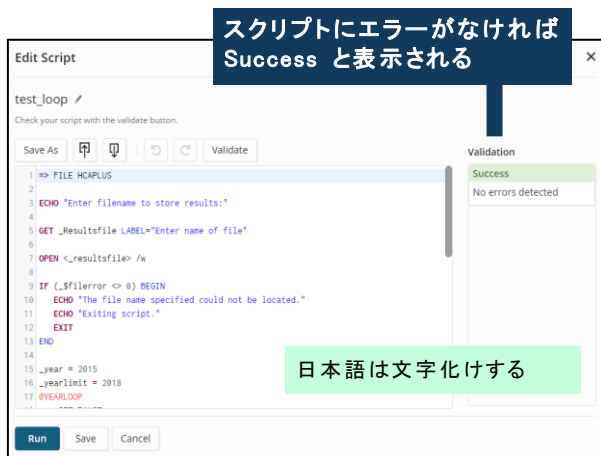 スクリプトにエラーがなければ
Success と表示される
Edit Script
test_loop
Check your script with the validate button.
Save As
Validate
1 => FILE HCAPLUS
2
3 ECHO "Enter filename to store results:"
4
5 GET _Resultsfile LABEL="Enter name of file"
6
7 OPEN <_resultsfile> /w
8
9 IF (_$filerror <> 0) BEGIN
10 ECHO "The file name specified could not be located."
11 ECHO "Exiting script."
12 EXIT
13 END
14
15 _year = 2015
16 _yearlimit = 2018
17 @YEARLOOP
Validation
Success
No errors detected
日本語は文字化けする
Run
Save
Cancel